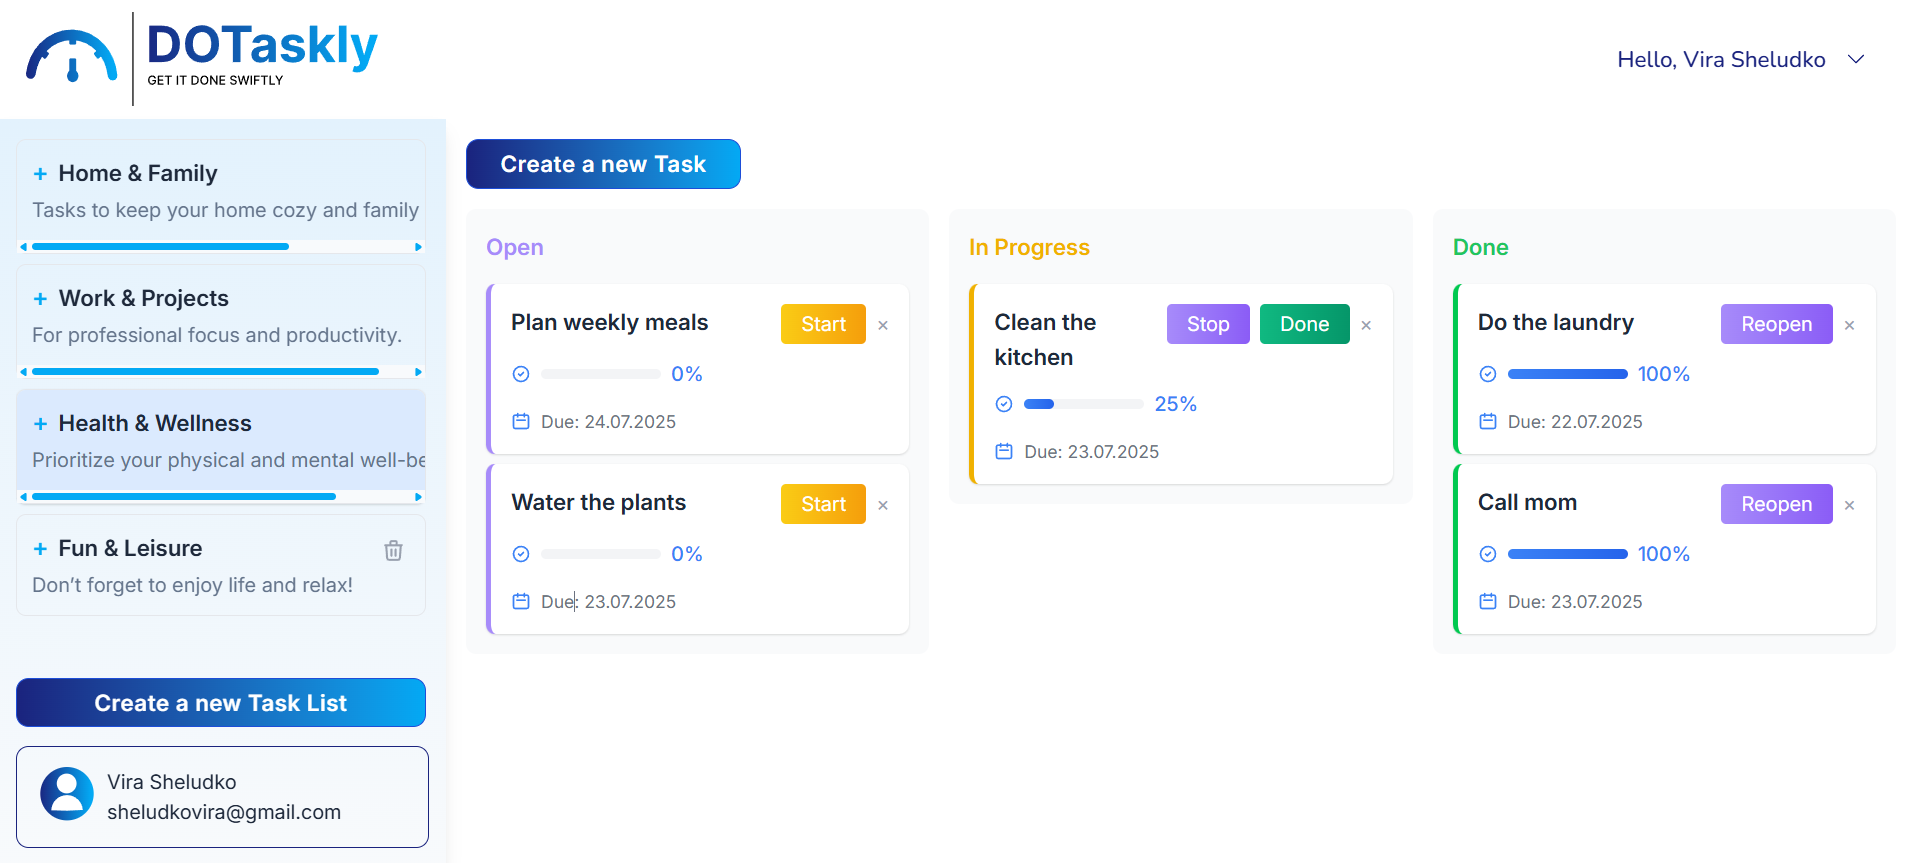 DOTaskly
GET IT DONE SWIFTLY
Hello, Vira Sheludko
+ Home & Family
Tasks to keep your home cozy and family
+ Work & Projects
For professional focus and productivity.
+ Health & Wellness
Prioritize your physical and mental well-be
+ Fun & Leisure
Don’t forget to enjoy life and relax!
Create a new Task List
Vira Sheludko
sheludkovira@gmail.com
Create a new Task
Open
Plan weekly meals
Start ×
0%
Due: 24.07.2025
Water the plants
Start ×
0%
Due: 23.07.2025
In Progress
Clean the
kitchen
Stop Done ×
25%
Due: 23.07.2025
Done
Do the laundry
Reopen ×
100%
Due: 22.07.2025
Call mom
Reopen ×
100%
Due: 23.07.2025